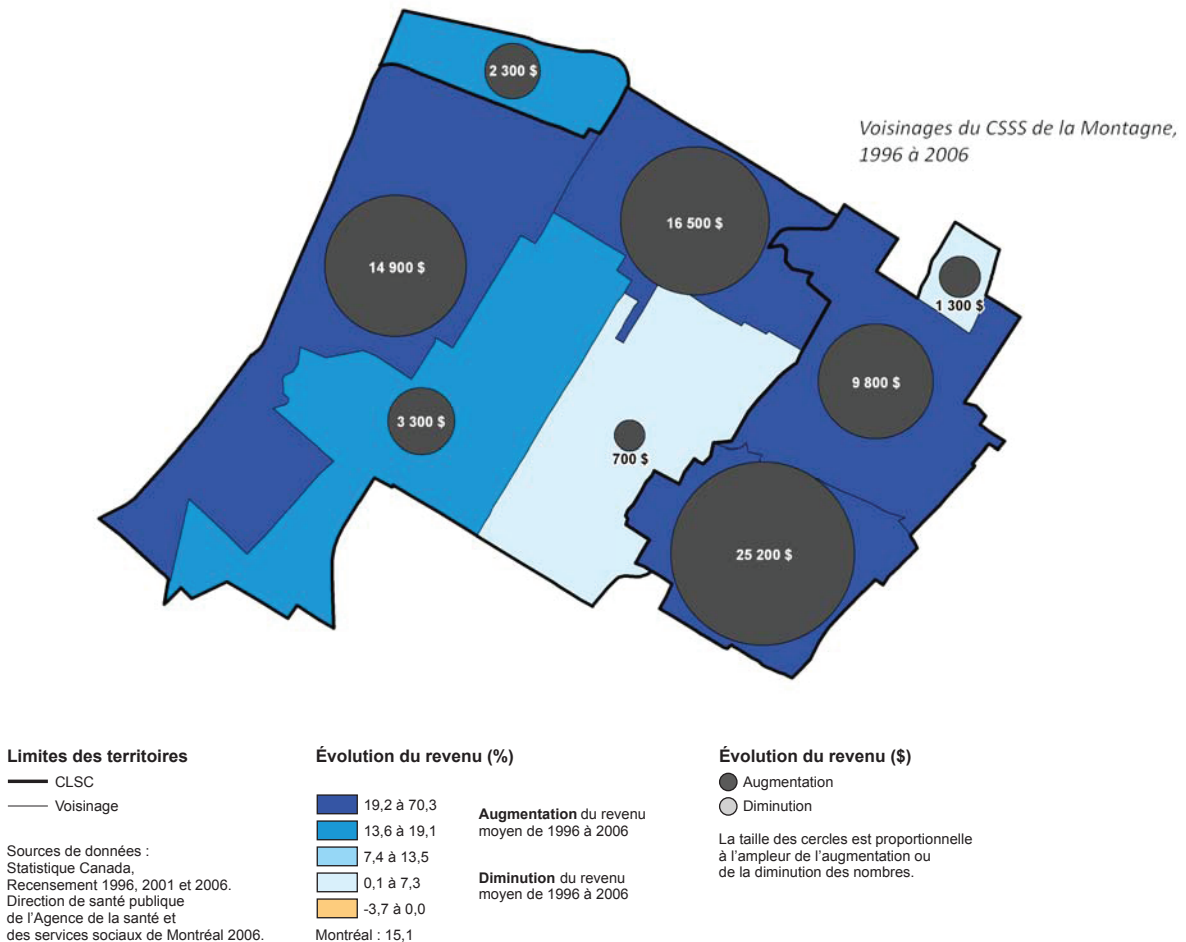 2 300 $
Voisinages du CSSS de la Montagne,
1996 à 2006
16 500 $
14 900 $
1 300 $
9 800 $
3 300 $
700 $
25 200 $
Limites des territoires
CLSC
Voisinage
Sources de données :
Statistique Canada,
Recensement 1996, 2001 et 2006.
Direction de santé publique
de l'Agence de la santé et
des services sociaux de Montréal 2006.
Évolution du revenu (%)
19,2 à 70,3
13,6 à 19,1
7,4 à 13,5
0,1 à 7,3
-3,7 à 0,0
Montréal : 15,1
Augmentation du revenu
moyen de 1996 à 2006
Diminution du revenu
moyen de 1996 à 2006
Évolution du revenu ($)
Augmentation
Diminution
La taille des cercles est proportionnelle
à l'ampleur de l'augmentation ou
de la diminution des nombres.